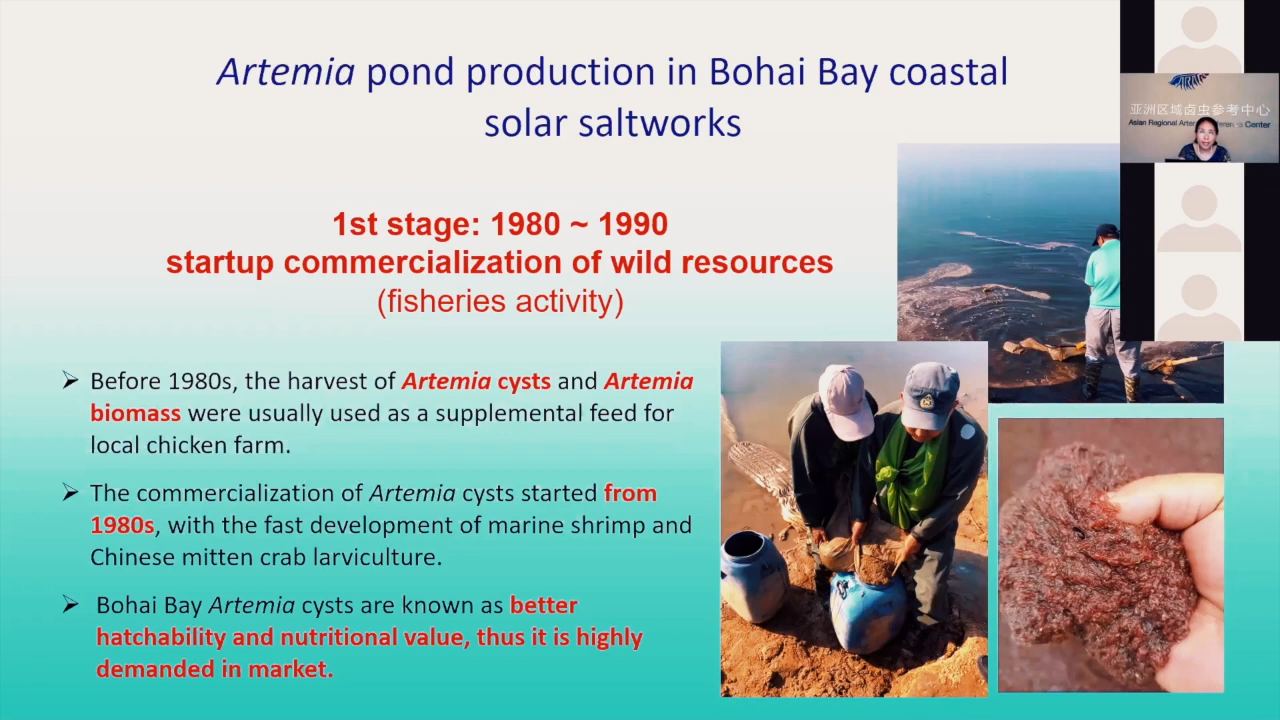 Artemia pond production in Bohai Bay coastal
solar saltworks
1st stage: 1980 ~ 1990
startup commercialization of wild resources
(fisheries activity)
➢ Before 1980s, the harvest of Artemia cysts and Artemia
biomass were usually used as a supplemental feed for
local chicken farm.
➢ The commercialization of Artemia cysts started from
1980s, with the fast development of marine shrimp and
Chinese mitten crab larviculture.
➢ Bohai Bay Artemia cysts are known as better
hatchability and nutritional value, thus it is highly
demanded in market.
亚洲区域卤虫参考中心
Asian Regional Center